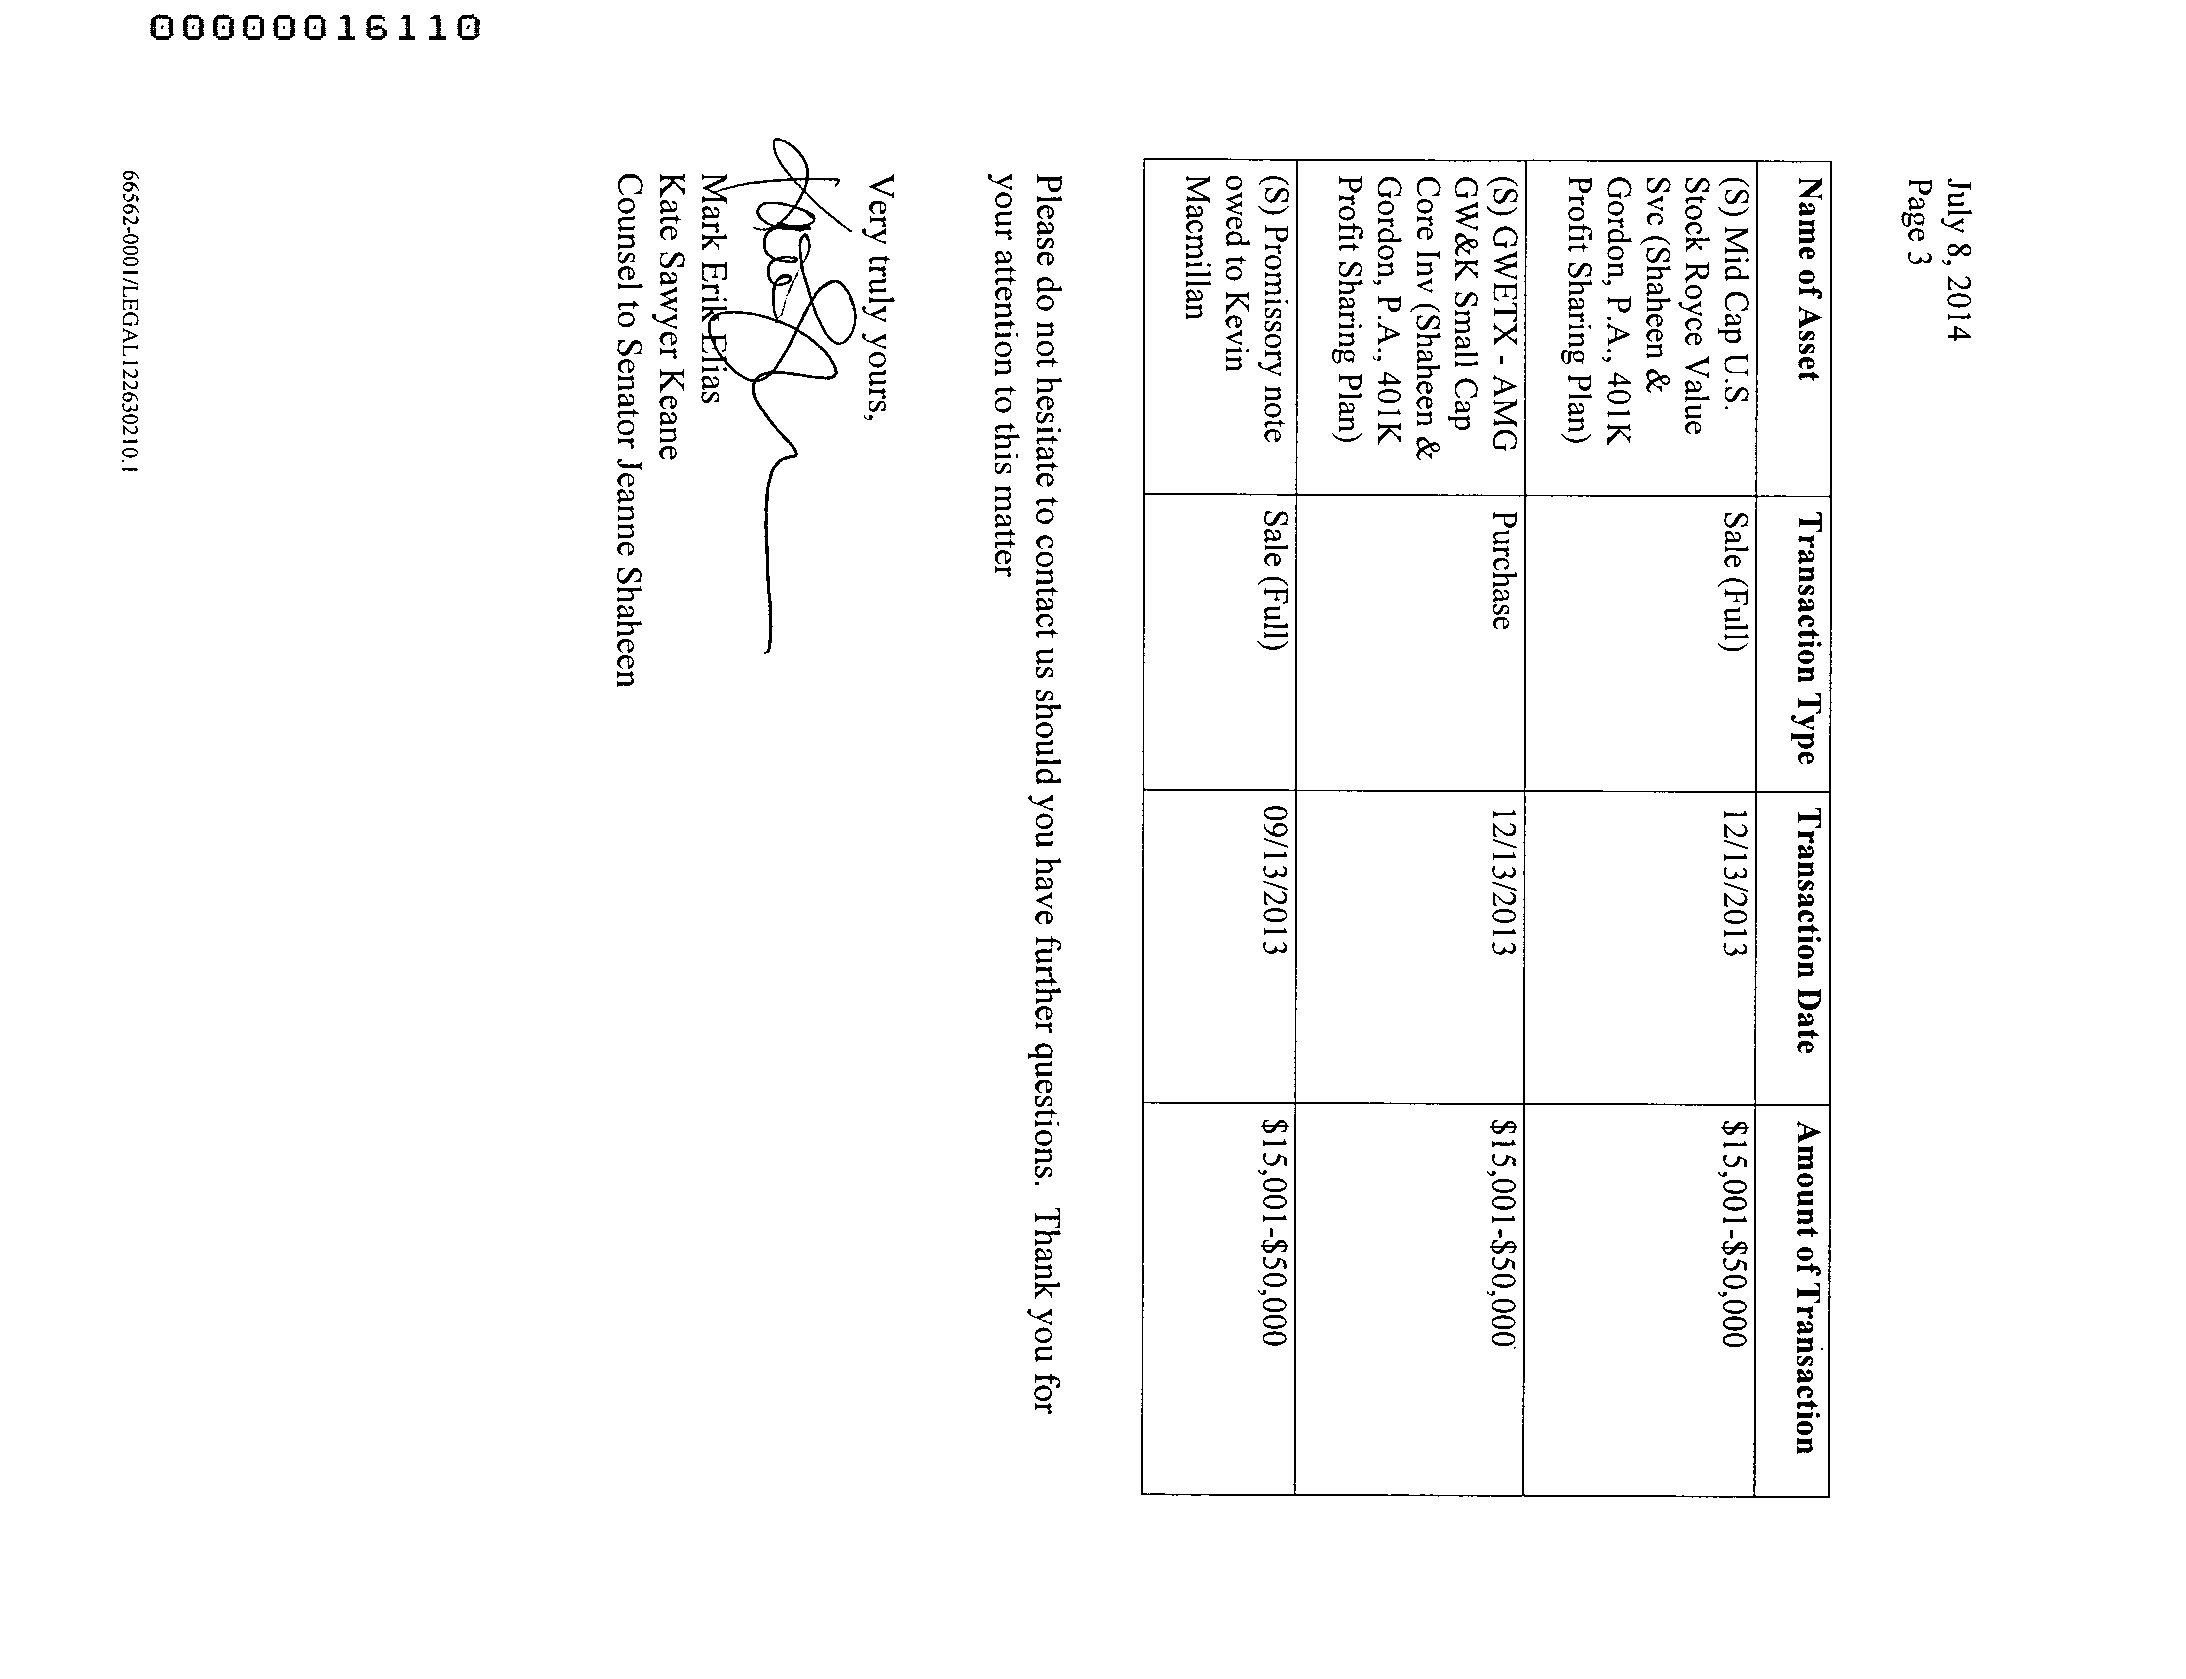 July 8, 2014
Page 3
Name of Asset Transaction Type Transaction Date Amount of Transaction
(S) Mid Cap U.S. Sale (Full) 12/13/2013 $15,001-$50,000
Stock Royce Value
Svc (Shaheen &
Gordon, P.A., 401K
Profit Sharing Plan)
(S) GWETX - AMG Purchase 12/13/2013 $15,001-$50,000
GW&K Small Cap
Core Inv (Shaheen &
Gordon, P.A., 401K
Profit Sharing Plan)
(S) Promissory note Sale (Full) 09/13/2013 $15,001-$50,000
owed to Kevin
Macmillan
Please do not hesitate to contact us should you have further questions. Thank you for
your attention to this matter
Very truly yours,
Mark Erik Elias
Kate Sawyer Keane
Counsel to Senator Jeanne Shaheen
66562-0001/LEGAL122630210.1
00000016110